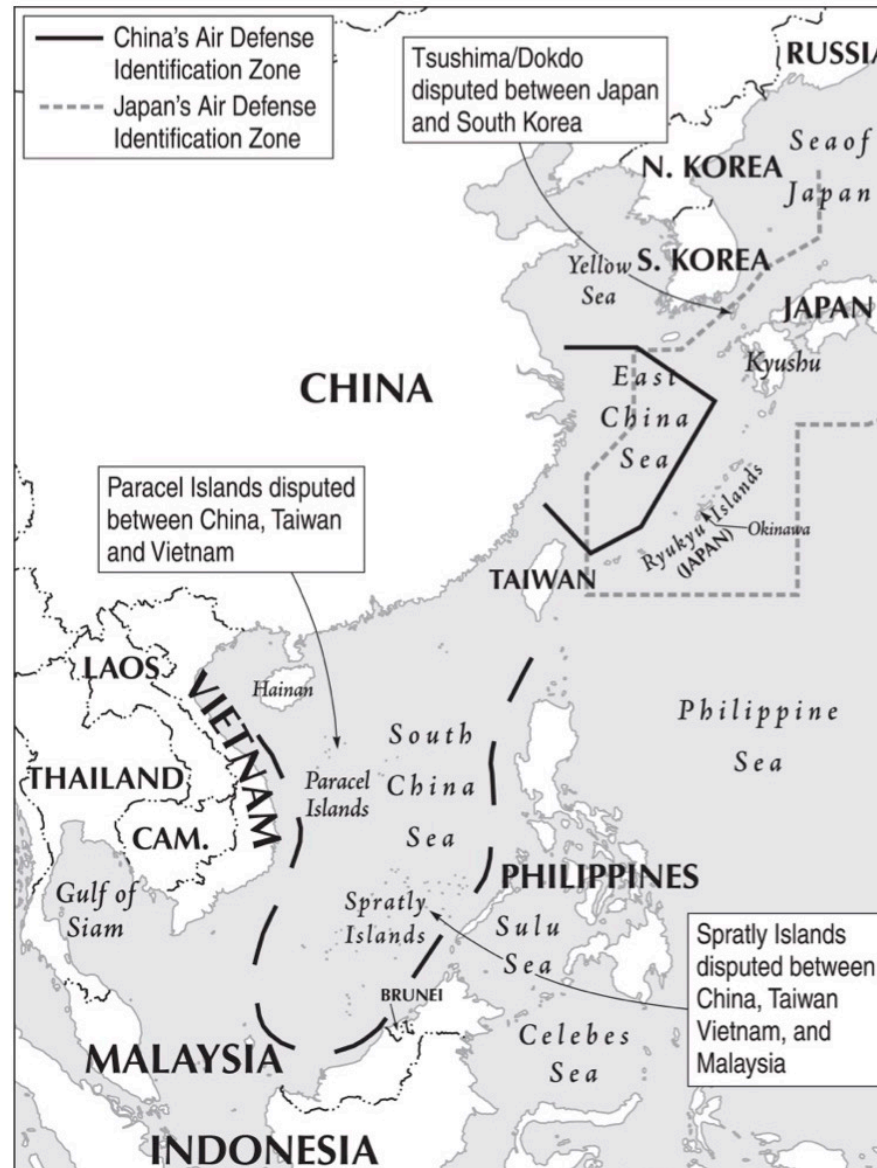 China's Air Defense
Identification Zone
Japan's Air Defense
Identification Zone
Tsushima/Dokdo
disputed between Japan
and South Korea
RUSSIA
Sea of
Japan
N. KOREA
S. KOREA
Yellow
Sea
JAPAN
Kyushu
CHINA
East
China
Sea
Paracel Islands disputed
between China, Taiwan
and Vietnam
Ryukyu Islands
(JAPAN)
Okinawa
TAIWAN
LAOS
VIETNAM
Hainan
South
China
Sea
Philippine
Sea
THAILAND
Paracel
Islands
CAM.
Gulf of
Siam
PHILIPPINES
Spratly
Islands
Sulu
Sea
Spratly Islands
disputed between
China, Taiwan
Vietnam, and
Malaysia
BRUNEI
MALAYSIA
Celebes
Sea
INDONESIA